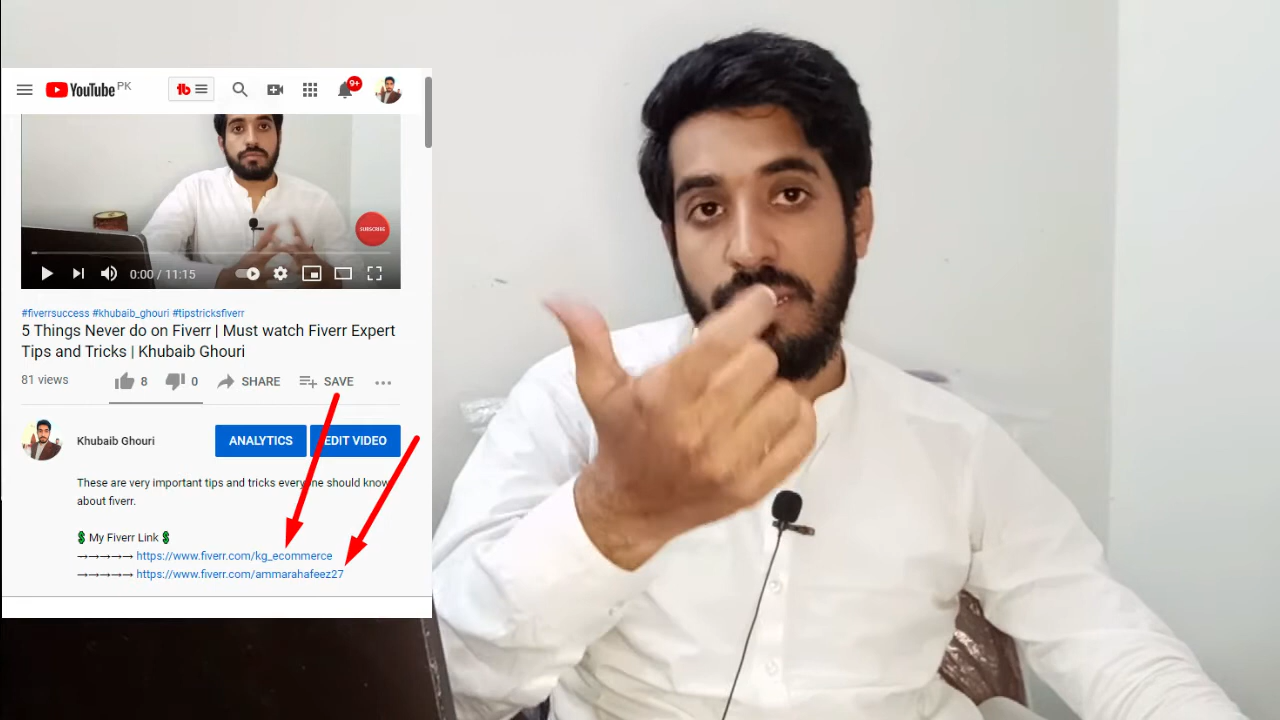 YouTube PK
9+
SUBSCRIBE
0:00 / 11:15
#fiverrsuccess #khubaib_ghouri #tipstricksfiverr
5 Things Never do on Fiverr | Must watch Fiverr Expert
Tips and Tricks | Khubaib Ghouri
81 views 8 0 SHARE SAVE
Khubaib Ghouri ANALYTICS EDIT VIDEO
These are very important tips and tricks everyone should know
about fiverr.
💲 My Fiverr Link 💲
→→→→→ https://www.fiverr.com/kg_ecommerce
→→→→→ https://www.fiverr.com/ammarahafeez27